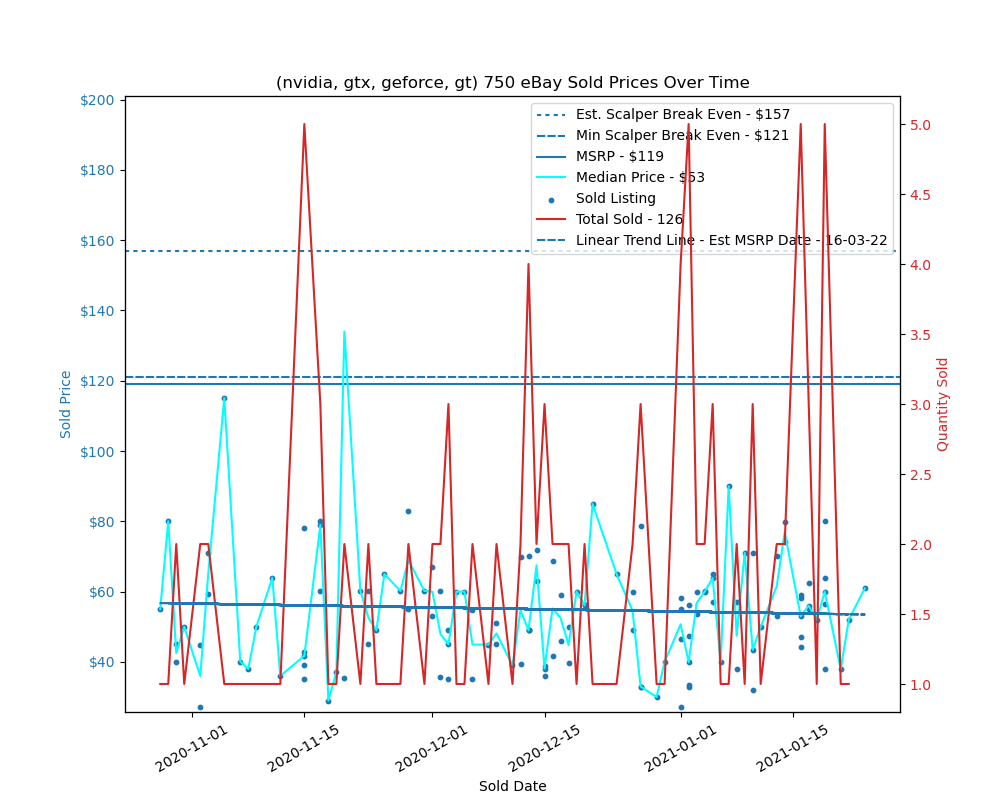 (nvidia, gtx, geforce, gt) 750 eBay Sold Prices Over Time
Est. Scalper Break Even - $157
Min Scalper Break Even - $121
MSRP - $119
Median Price - $53
Sold Listing
Total Sold - 126
Linear Trend Line - Est MSRP Date - 16-03-22
$200
$180
$160
$140
$120
$100
$80
$60
$40
Sold Price
5.0
4.5
4.0
3.5
3.0
2.5
2.0
1.5
1.0
Quantity Sold
2020-11-01
2020-11-15
2020-12-01
2020-12-15
2021-01-01
2021-01-15
Sold Date